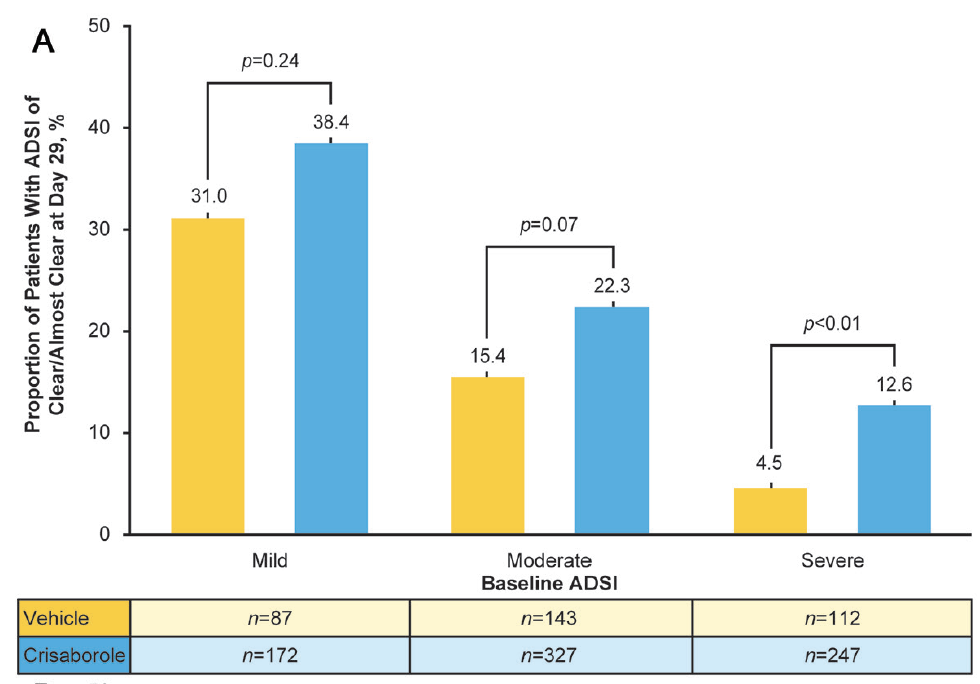 A
Proportion of Patients With ADSI of
Clear/Almost Clear at Day 29, %
50
40
30
20
10
0
p=0.24
31.0
38.4
p=0.07
15.4
22.3
p<0.01
4.5
12.6
Mild
Moderate
Severe
Baseline ADSI
Vehicle n=87 n=143 n=112
Crisaborole n=172 n=327 n=247